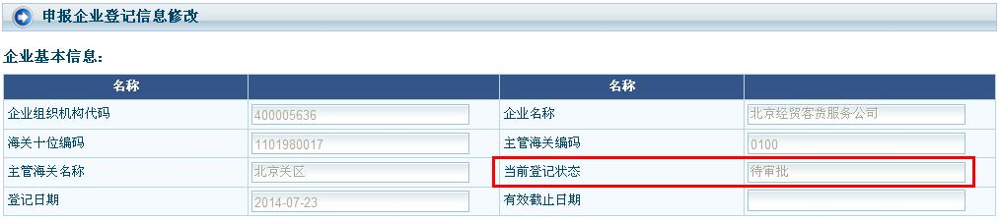 申报企业登记信息修改
企业基本信息：
名称 名称
企业组织机构代码 400005636 企业名称 北京经贸客货服务公司
海关十位编码 1101980017 主管海关编码 0100
主管海关名称 北京关区 当前登记状态 待审批
登记日期 2014-07-23 有效截止日期